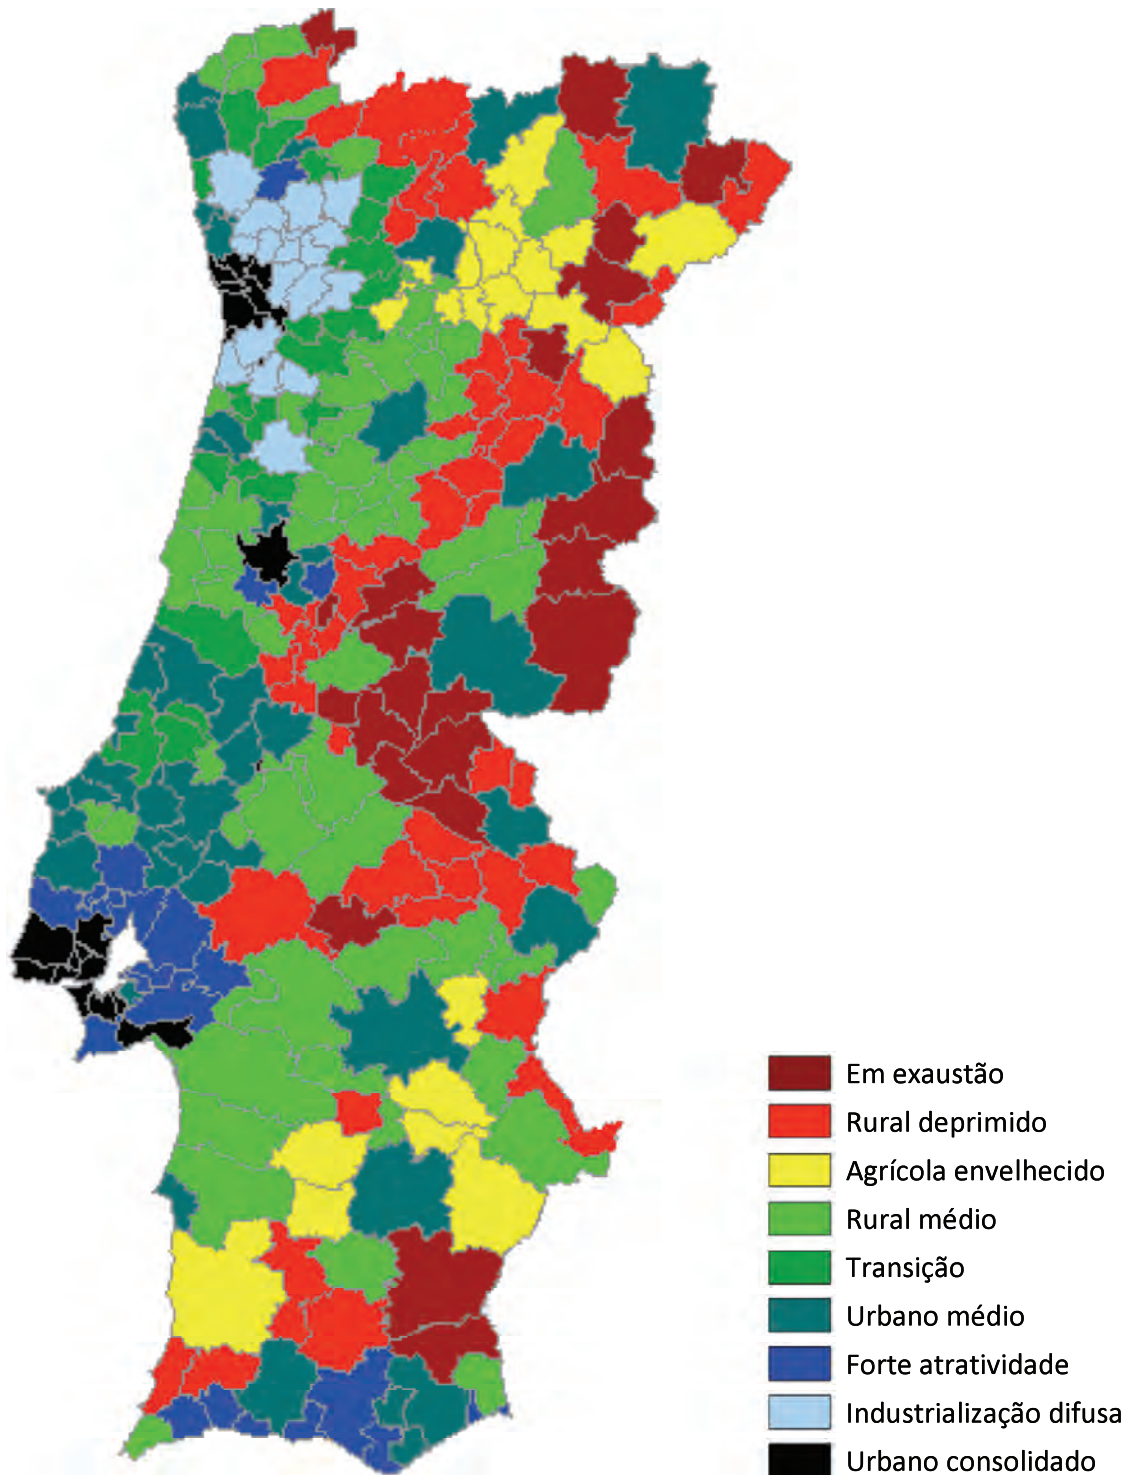 Em exaustão
Rural deprimido
Agrícola envelhecido
Rural médio
Transição
Urbano médio
Forte atratividade
Industrialização difusa
Urbano consolidado